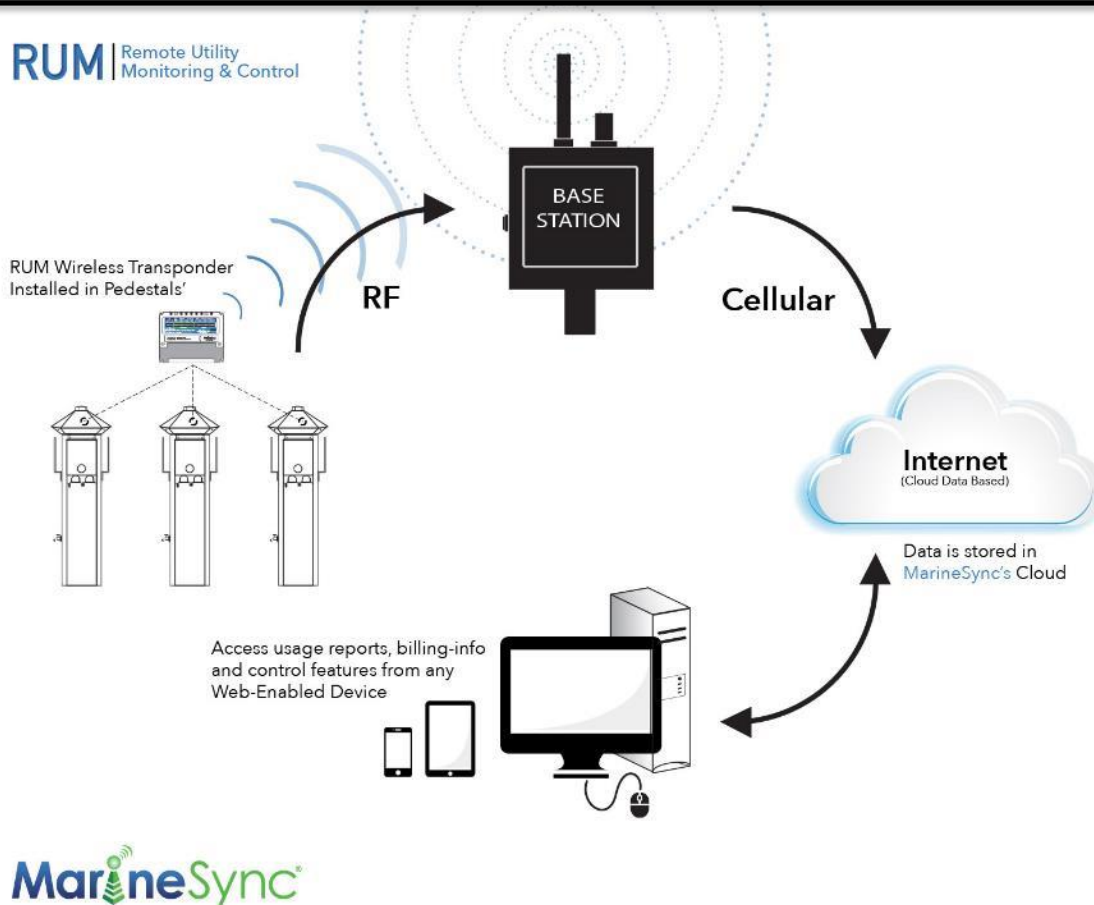 RUM Remote Utility
Monitoring & Control
BASE
STATION
RUM Wireless Transponder
Installed in Pedestals’
RF
Cellular
Internet
(Cloud Data Based)
Data is stored in
MarineSync’s Cloud
Access usage reports, billing-info
and control features from any
Web-Enabled Device
MarineSync®